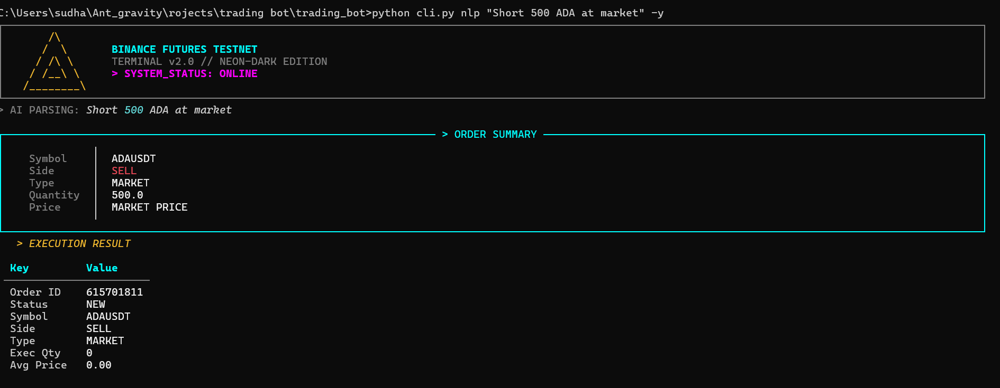 C:\Users\sudha\Ant_gravity\rojects\trading bot\trading_bot>python cli.py nlp "Short 500 ADA at market" -y
/\
/  \
/ /\ \
/ /__\ \
/________\
BINANCE FUTURES TESTNET
TERMINAL v2.0 // NEON-DARK EDITION
> SYSTEM_STATUS: ONLINE
> AI PARSING: Short 500 ADA at market
> ORDER SUMMARY
Symbol ADAUSDT
Side SELL
Type MARKET
Quantity 500.0
Price MARKET PRICE
> EXECUTION RESULT
Key Value
Order ID 615701811
Status NEW
Symbol ADAUSDT
Side SELL
Type MARKET
Exec Qty 0
Avg Price 0.00